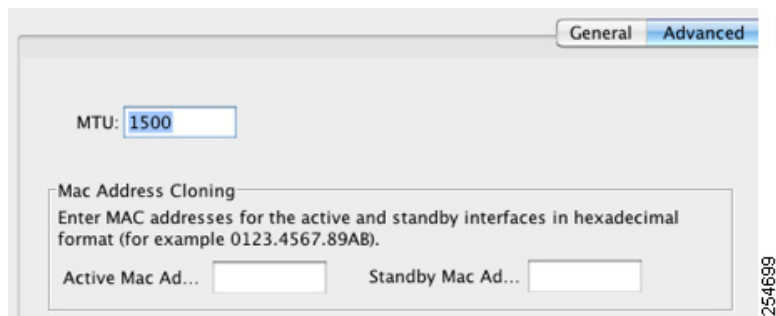 General Advanced
MTU: 1500
Mac Address Cloning
Enter MAC addresses for the active and standby interfaces in hexadecimal
format (for example 0123.4567.89AB).
Active Mac Ad... Standby Mac Ad...
254699